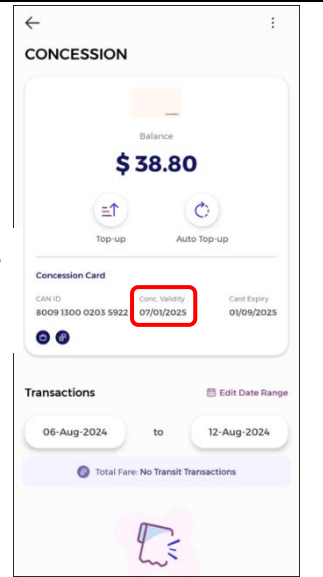 CONCESSION
Balance
$ 38.80
Top-up Auto Top-up
Concession Card
CAN ID Conc. Validity Card Expiry
8009 1300 0203 5922 07/01/2025 01/09/2025
Transactions Edit Date Range
06-Aug-2024 to 12-Aug-2024
Total Fare: No Transit Transactions